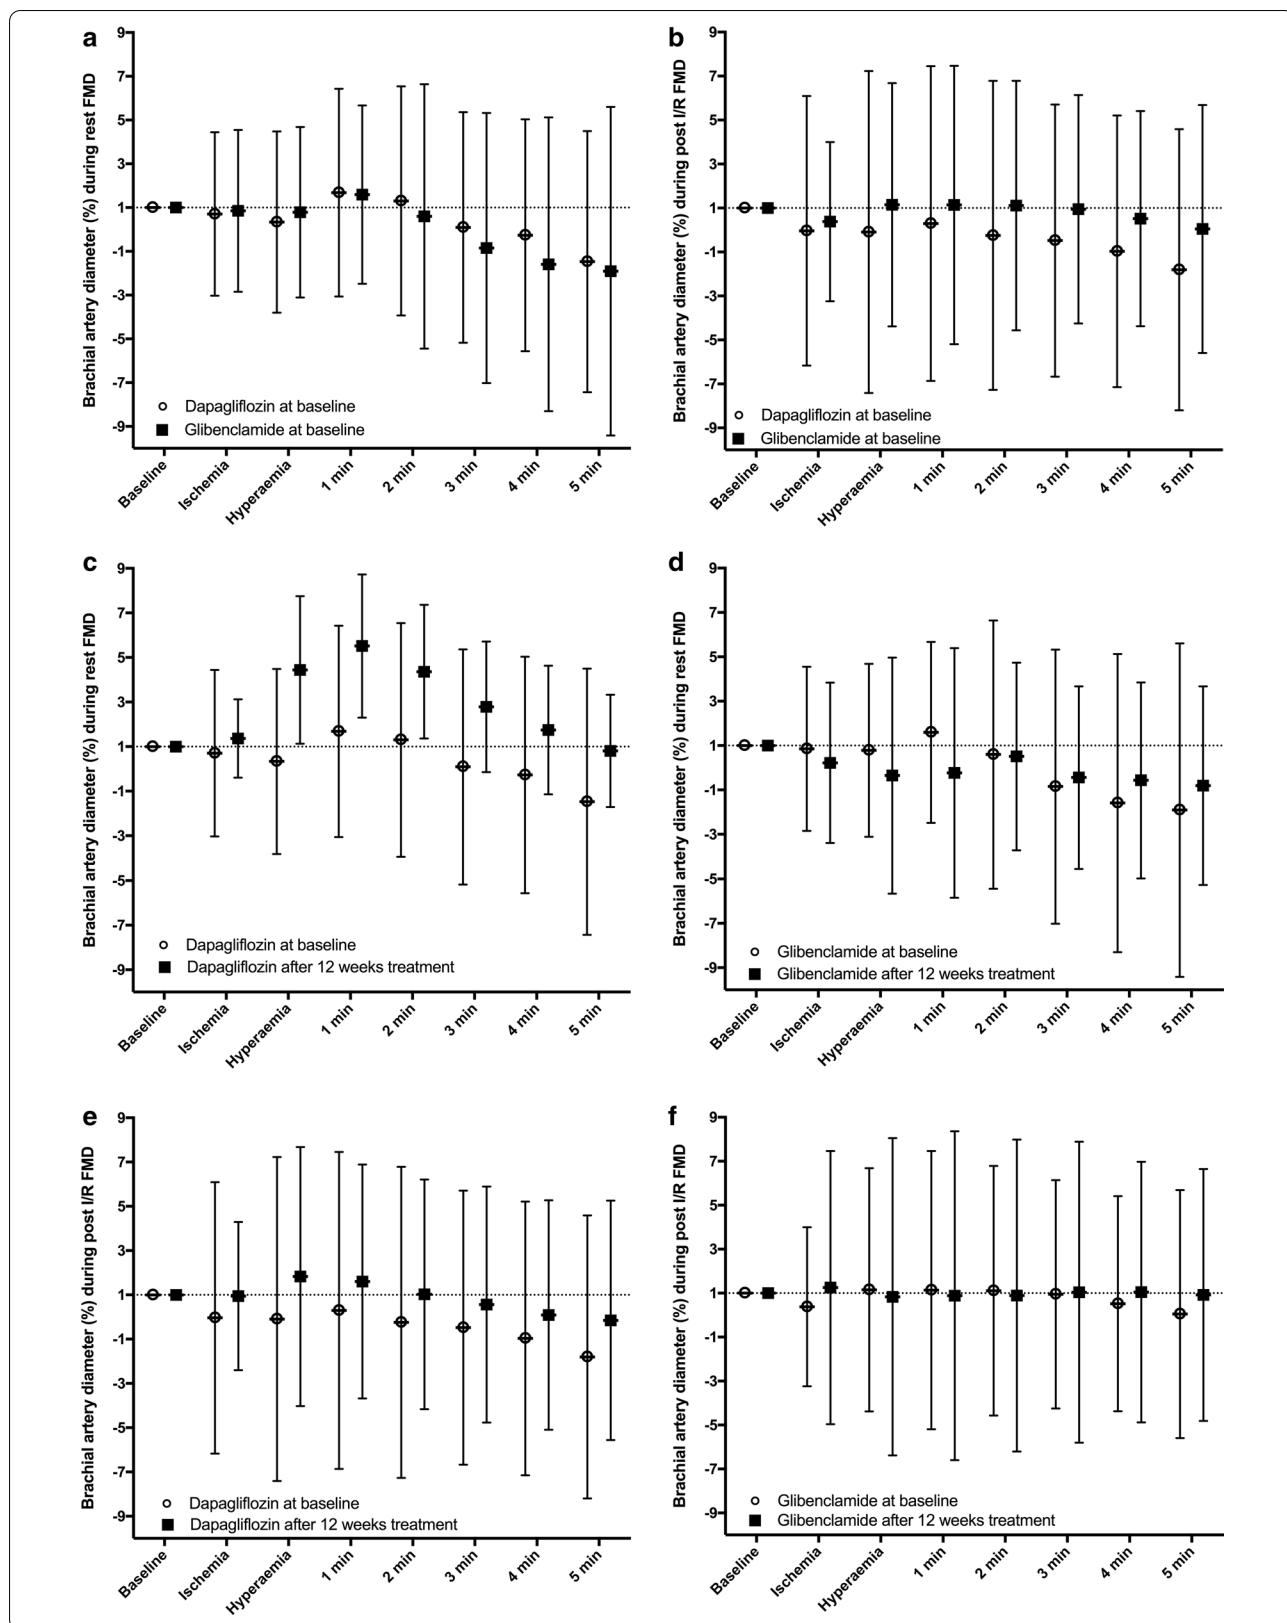 a
Brachial artery diameter (%) during rest FMD
9
7
5
3
1
-1
-3
-5
-7
-9
Dapagliflozin at baseline
Glibenclamide at baseline
Baseline
Ischemia
Hyperaemia
1 min
2 min
3 min
4 min
5 min
b
Brachial artery diameter (%) during post I/R FMD
9
7
5
3
1
-1
-3
-5
-7
-9
Dapagliflozin at baseline
Glibenclamide at baseline
Baseline
Ischemia
Hyperaemia
1 min
2 min
3 min
4 min
5 min
c
Brachial artery diameter (%) during rest FMD
9
7
5
3
1
-1
-3
-5
-7
-9
Dapagliflozin at baseline
Dapagliflozin after 12 weeks treatment
Baseline
Ischemia
Hyperaemia
1 min
2 min
3 min
4 min
5 min
d
Brachial artery diameter (%) during rest FMD
9
7
5
3
1
-1
-3
-5
-7
-9
Glibenclamide at baseline
Glibenclamide after 12 weeks treatment
Baseline
Ischemia
Hyperaemia
1 min
2 min
3 min
4 min
5 min
e
Brachial artery diameter (%) during post I/R FMD
9
7
5
3
1
-1
-3
-5
-7
-9
Dapagliflozin at baseline
Dapagliflozin after 12 weeks treatment
Baseline
Ischemia
Hyperaemia
1 min
2 min
3 min
4 min
5 min
f
Brachial artery diameter (%) during post I/R FMD
9
7
5
3
1
-1
-3
-5
-7
-9
Glibenclamide at baseline
Glibenclamide after 12 weeks treatment
Baseline
Ischemia
Hyperaemia
1 min
2 min
3 min
4 min
5 min